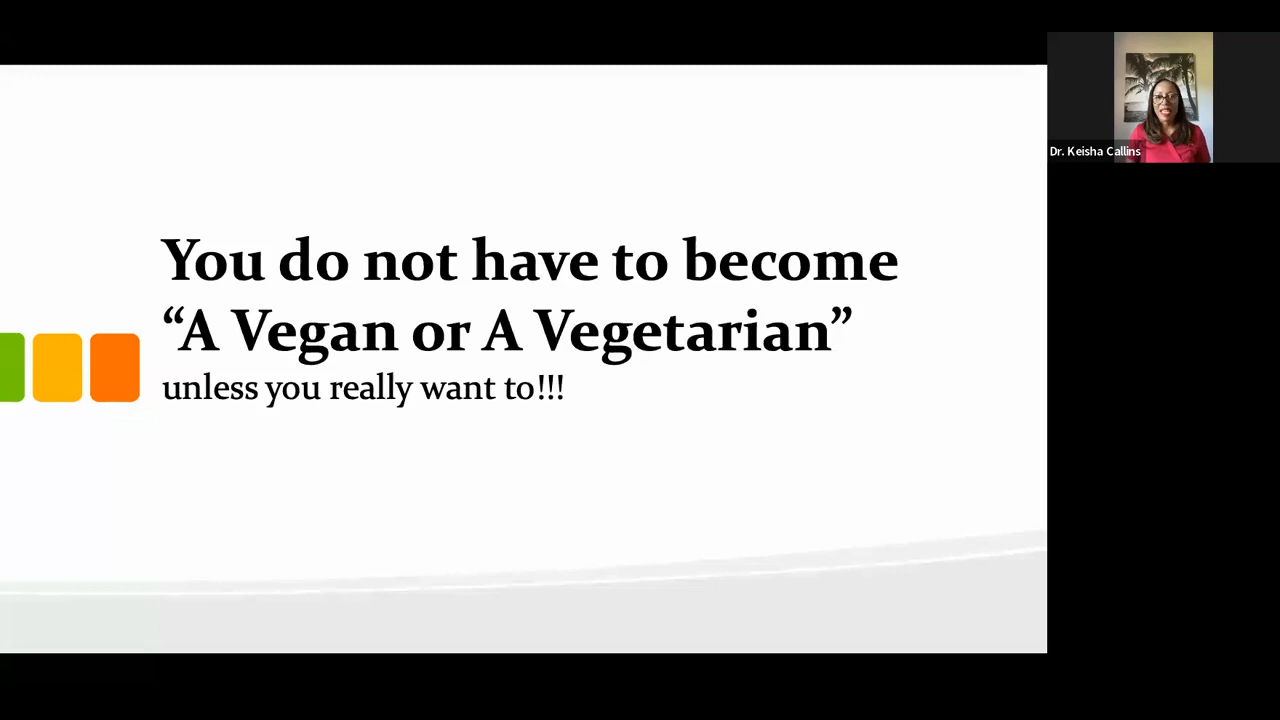 You do not have to become
“A Vegan or A Vegetarian”
unless you really want to!!!
Dr. Keisha Callins